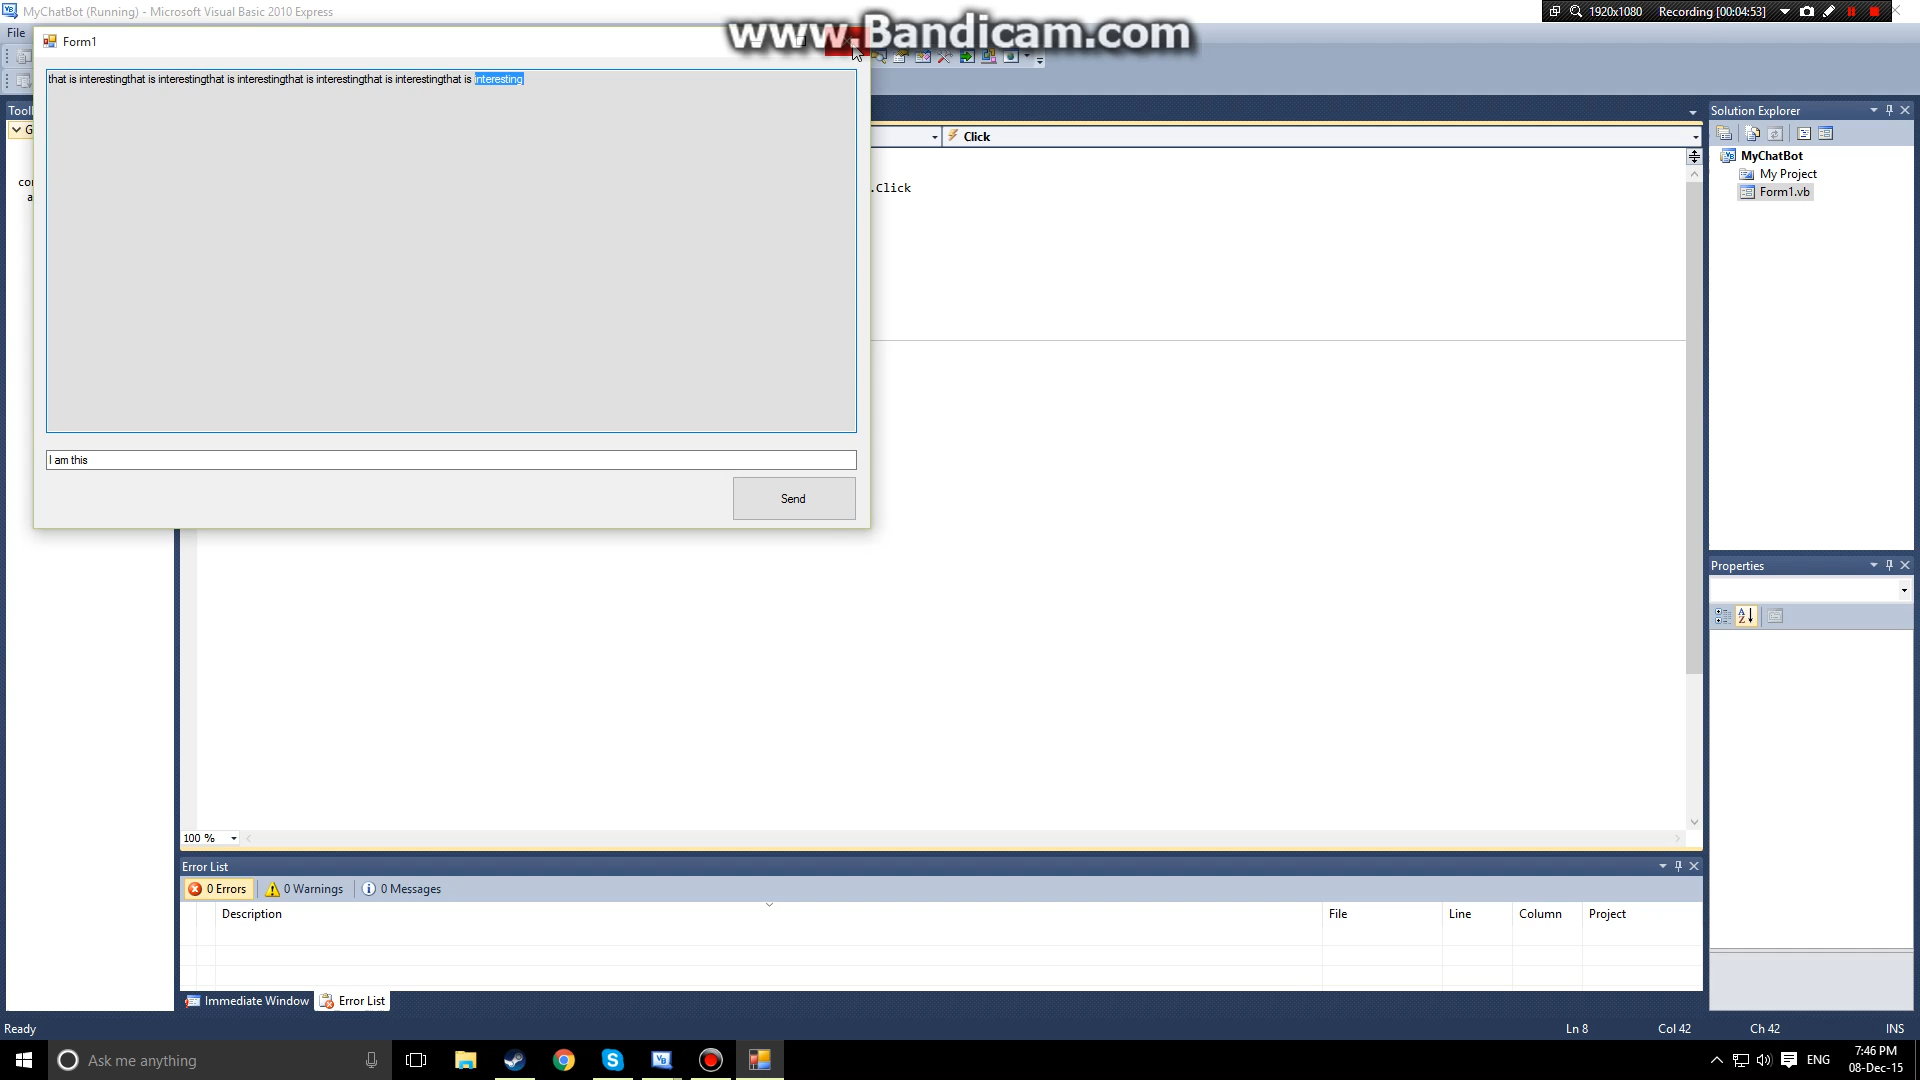 MyChatBot (Running) - Microsoft Visual Basic 2010 Express
www.Bandicam.com
1920x1080
Recording [00:04:53]
File
Form1
that is interestingthat is interestingthat is interestingthat is interestingthat is interestingthat is interesting
Click
.Click
Solution Explorer
MyChatBot
My Project
Form1.vb
I am this
Send
Properties
100 %
Error List
0 Errors
0 Warnings
0 Messages
Description
File
Line
Column
Project
Immediate Window
Error List
Ready
Ln 8
Col 42
Ch 42
INS
Ask me anything
ENG
7:46 PM
08-Dec-15